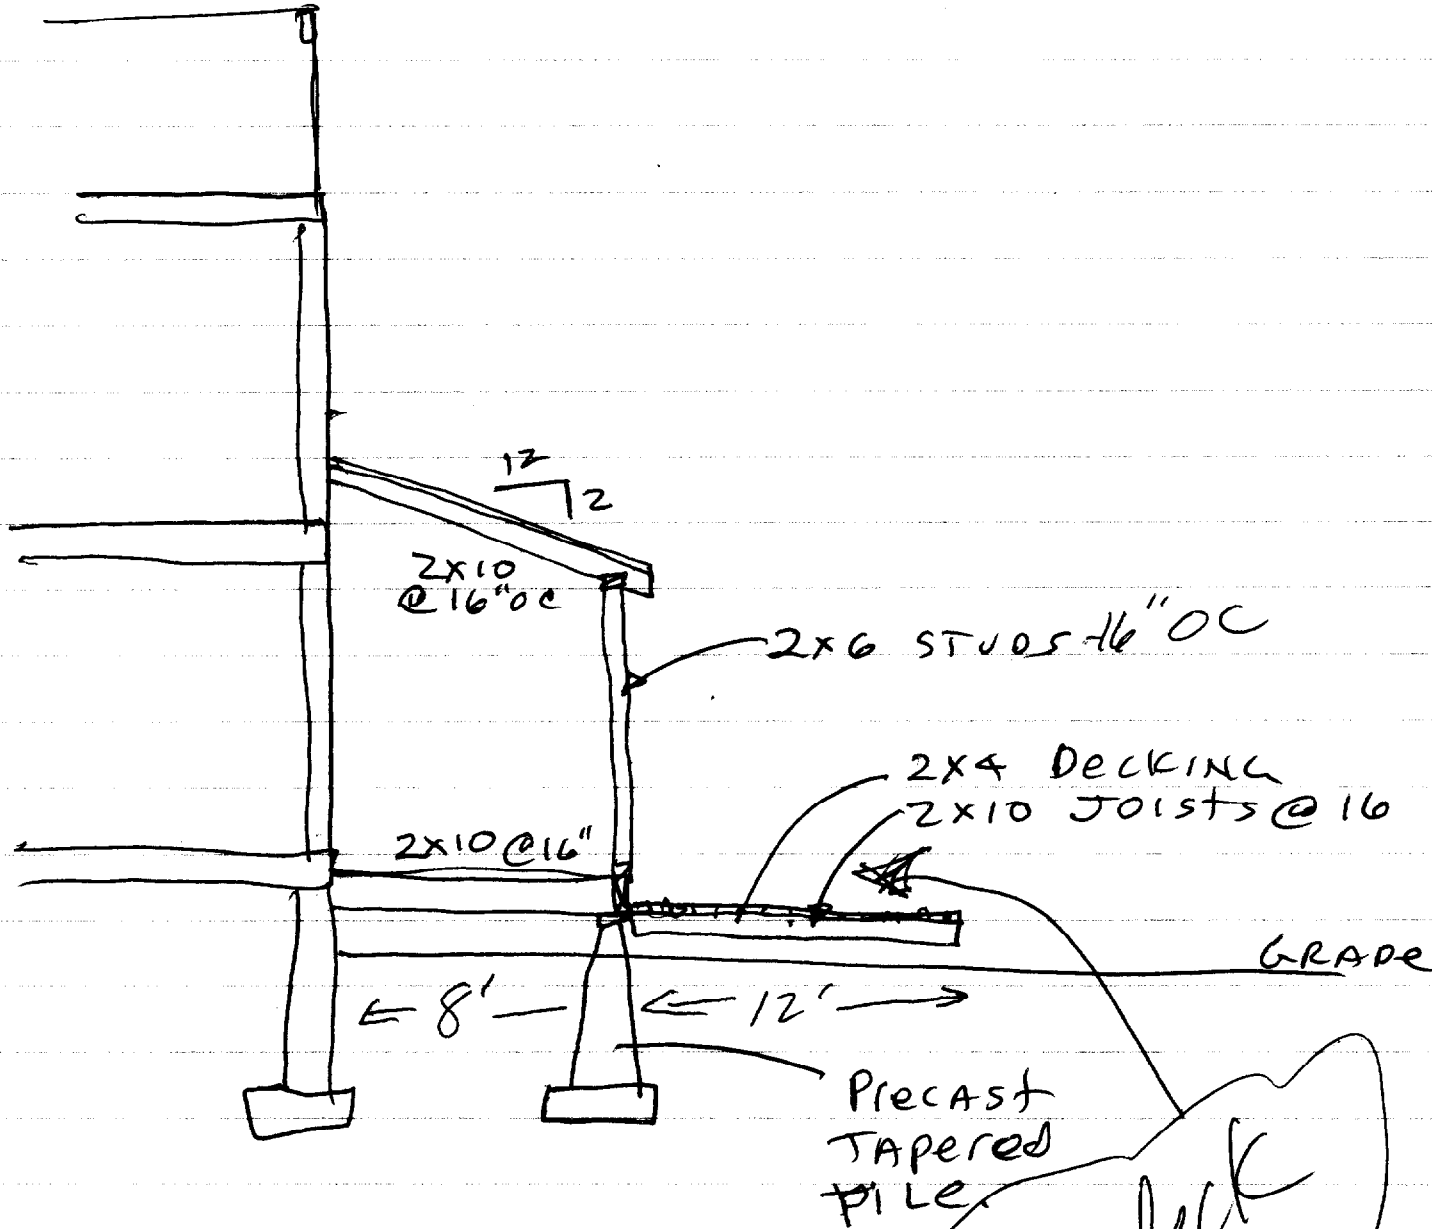 12
2
2X10
@ 16"OC
2X6 STUDS 16"OC
2X4 DECKING
2X10 JOISTS @ 16
2X10 @ 16"
GRADE
8'
12'
PRECAST
TAPERED
PILE